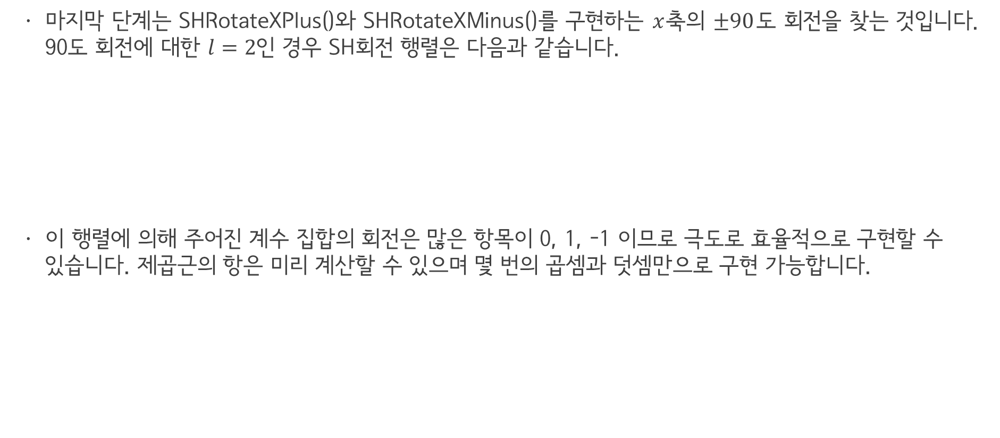 · 마지막 단계는 SHRotateXPlus()와 SHRotateXMinus()를 구현하는 x축의 ±90도 회전을 찾는 것입니다.
90도 회전에 대한 l = 2인 경우 SH회전 행렬은 다음과 같습니다.
· 이 행렬에 의해 주어진 계수 집합의 회전은 많은 항목이 0, 1, -1 이므로 극도로 효율적으로 구현할 수
있습니다. 제곱근의 항은 미리 계산할 수 있으며 몇 번의 곱셈과 덧셈만으로 구현 가능합니다.